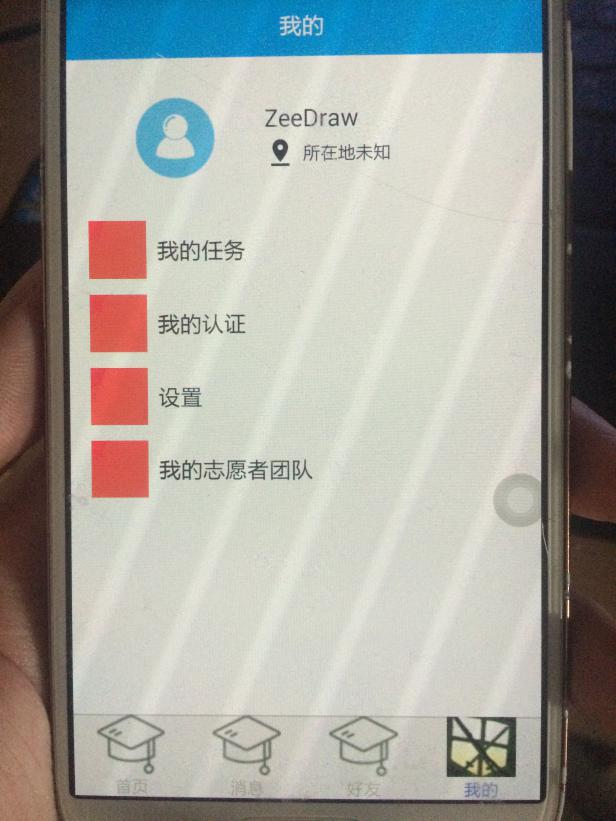 我的
ZeeDraw
所在地未知
我的任务
我的认证
设置
我的志愿者团队
首页
消息
好友
我的